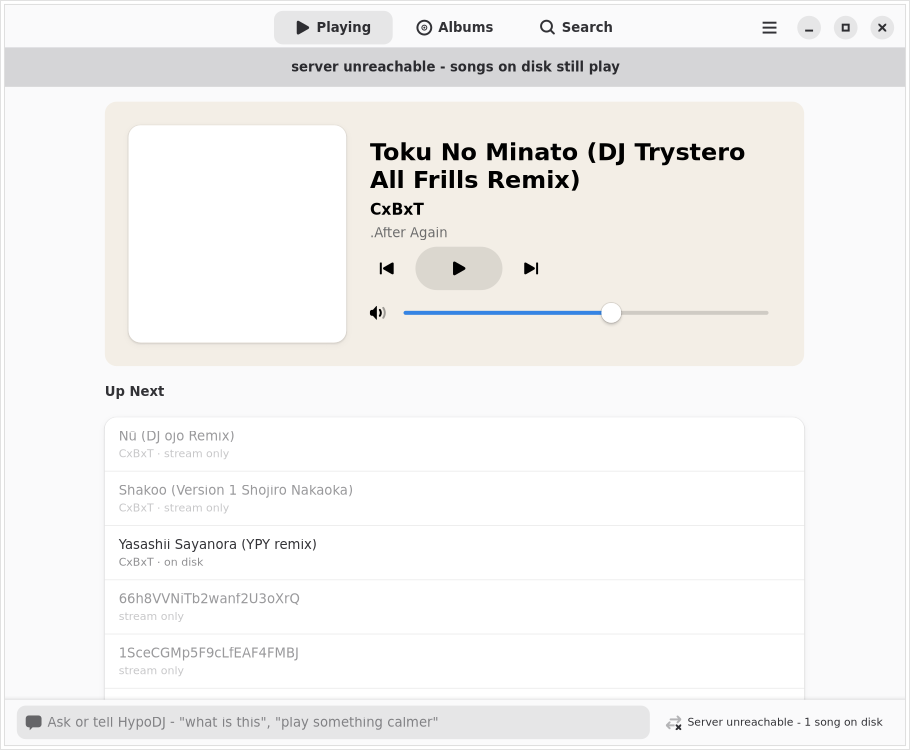 Playing
Albums
Search
server unreachable - songs on disk still play
Toku No Minato (DJ Trystero
All Frills Remix)
CxBxT
.After Again
Up Next
Nū (DJ ojo Remix)
CxBxT · stream only
Shakoo (Version 1 Shojiro Nakaoka)
CxBxT · stream only
Yasashii Sayanora (YPY remix)
CxBxT · on disk
66h8VVNiTb2wanf2U3oXrQ
stream only
1SceCGMp5F9cLfEAF4FMBJ
stream only
Ask or tell HypoDJ - "what is this", "play something calmer"
Server unreachable - 1 song on disk